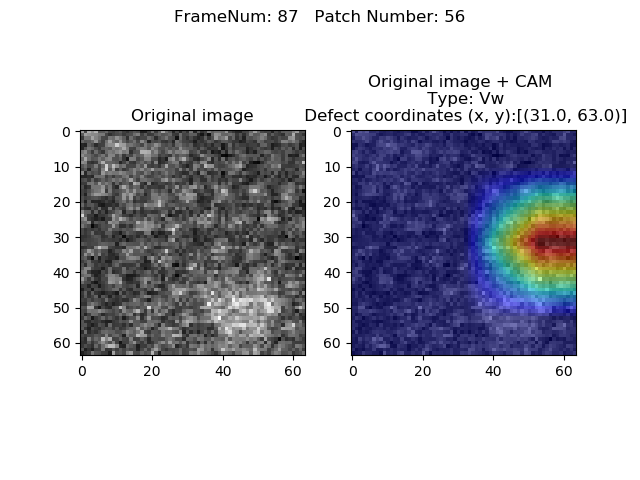 FrameNum: 87   Patch Number: 56
Original image
Original image + CAM
Type: Vw
Defect coordinates (x, y):[(31.0, 63.0)]
0
10
20
30
40
50
60
0 20 40 60
0
10
20
30
40
50
60
0 20 40 60